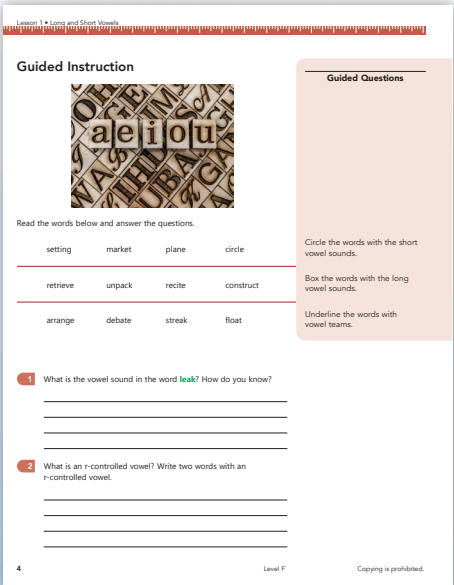 Lesson 1 • Long and Short Vowels
Guided Instruction
a e i o u
Read the words below and answer the questions.
setting market plane circle
retrieve unpack recite construct
arrange debate streak float
1 What is the vowel sound in the word leak? How do you know?
2 What is an r-controlled vowel? Write two words with an
r-controlled vowel.
Guided Questions
Circle the words with the short
vowel sounds.
Box the words with the long
vowel sounds.
Underline the words with
vowel teams.
4 Level F Copying is prohibited.